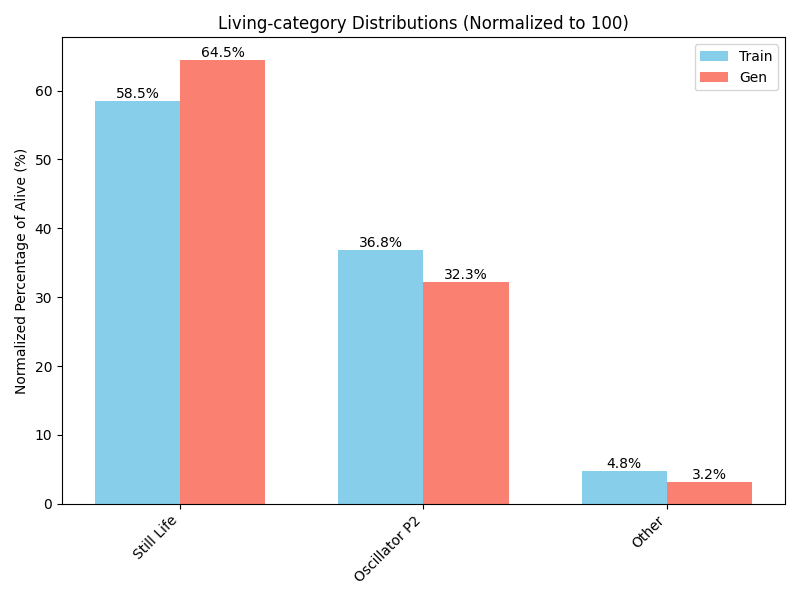 Living-category Distributions (Normalized to 100)
Train
Gen
Normalized Percentage of Alive (%)
60
50
40
30
20
10
0
58.5%
64.5%
36.8%
32.3%
4.8%
3.2%
Still Life
Oscillator P2
Other